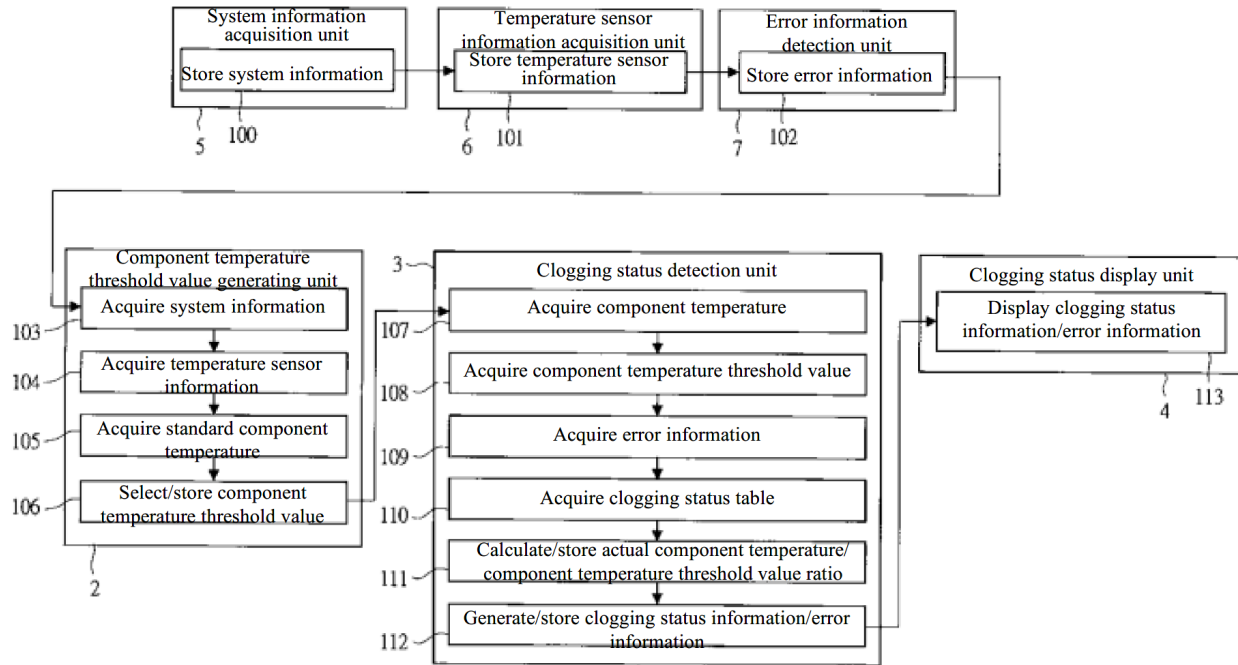 System information
acquisition unit
Store system information
5
100
Temperature sensor
information acquisition unit
Store temperature sensor
information
6
101
Error information
detection unit
Store error information
7
102
Component temperature
threshold value generating unit
Acquire system information
103
Acquire temperature sensor
information
104
Acquire standard component
temperature
105
Select/store component
temperature threshold value
106
2
3
Clogging status detection unit
Acquire component temperature
107
Acquire component temperature threshold value
108
Acquire error information
109
Acquire clogging status table
110
Calculate/store actual component temperature/
component temperature threshold value ratio
111
Generate/store clogging status information/error
information
112
Clogging status display unit
Display clogging status
information/error information
4
113